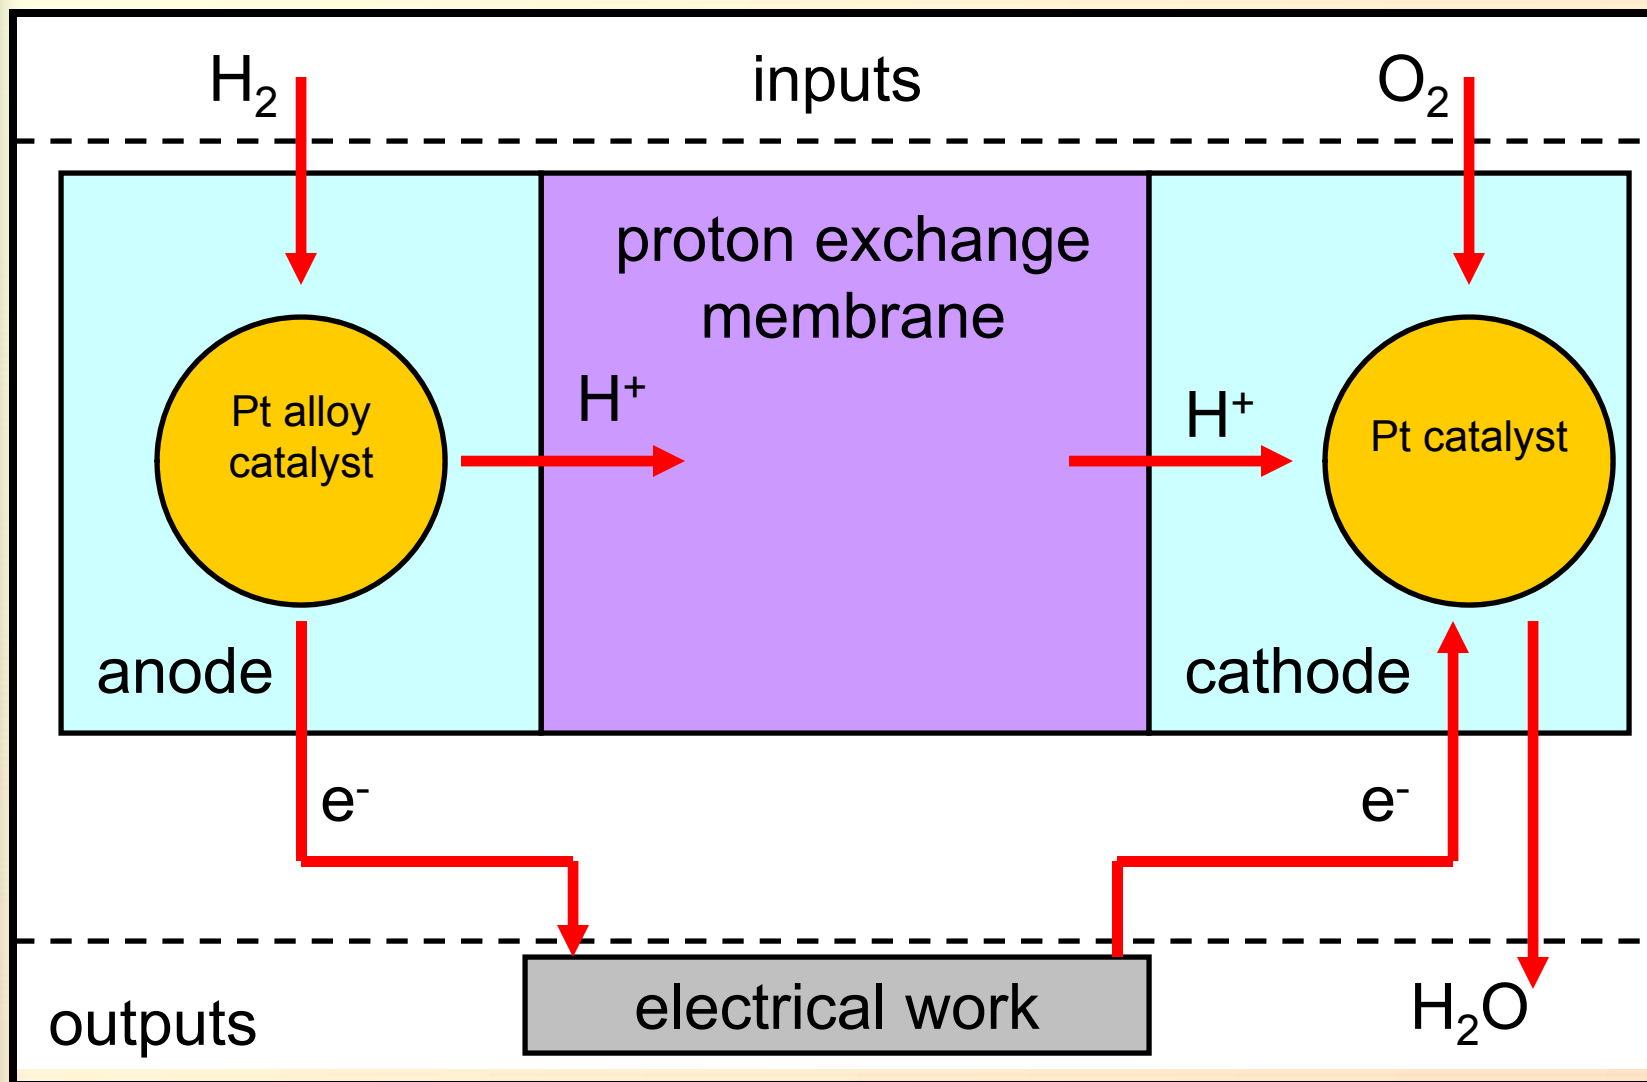 H₂
inputs
O₂
proton exchange
membrane
H⁺
H⁺
Pt alloy
catalyst
Pt catalyst
anode
cathode
e⁻
e⁻
electrical work
outputs
H₂O